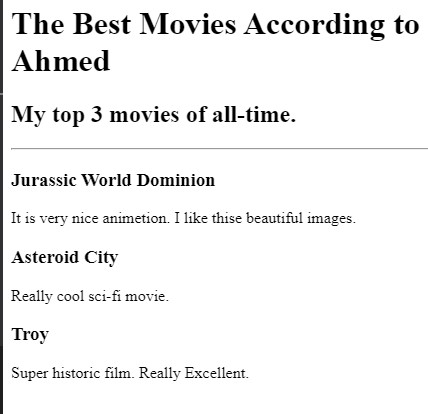 The Best Movies According to
Ahmed
My top 3 movies of all-time.
Jurassic World Dominion
It is very nice animetion. I like thise beautiful images.
Asteroid City
Really cool sci-fi movie.
Troy
Super historic film. Really Excellent.